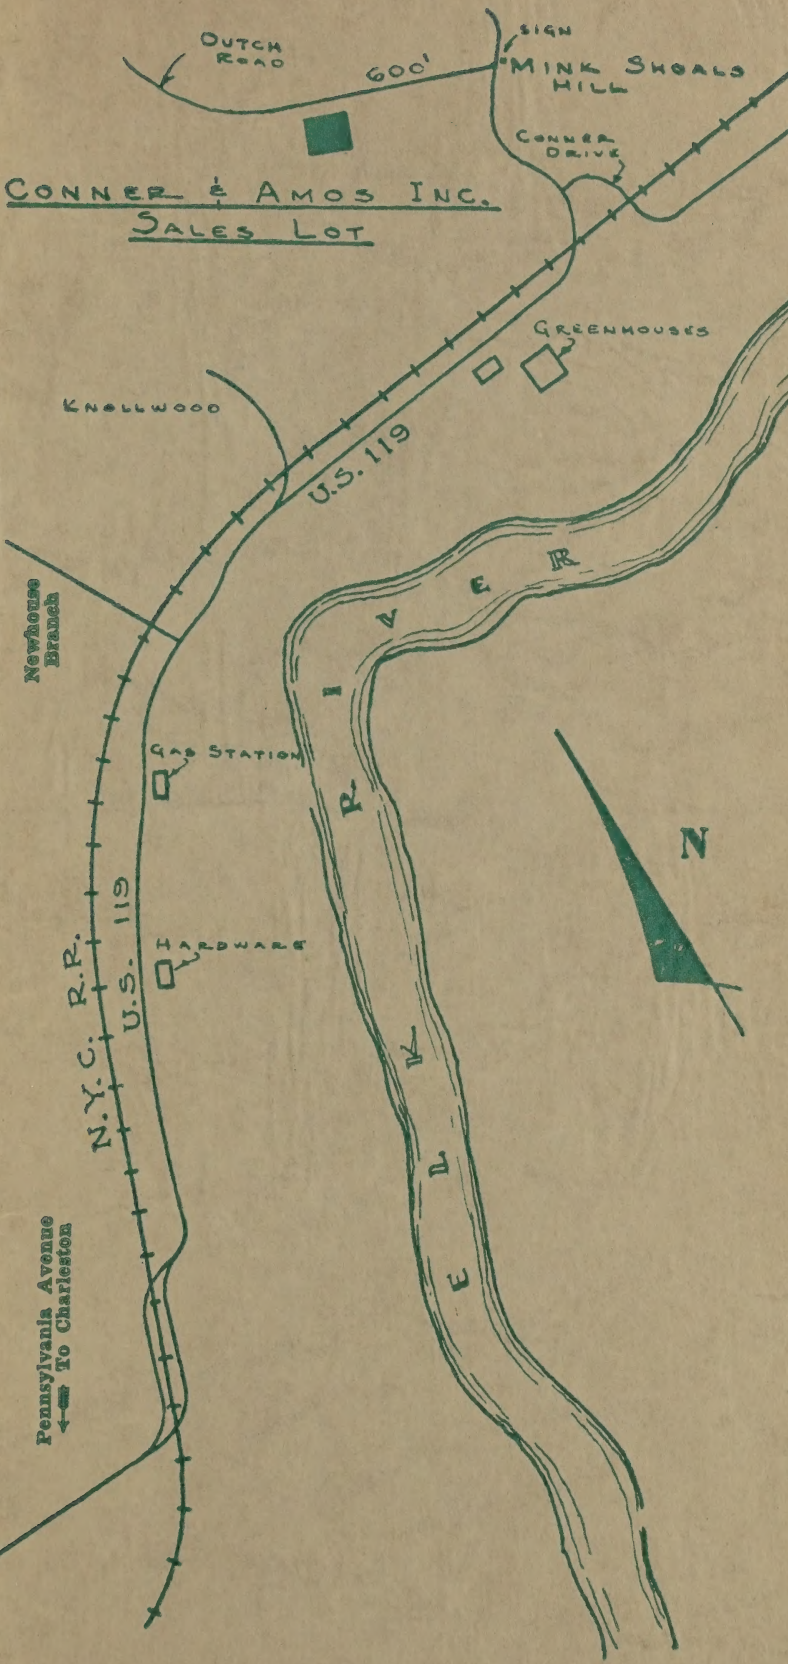 DUTCH
ROAD
600'
SIGN
MINK SHOALS
HILL
CONNER
DRIVE
CONNER & AMOS INC.
SALES LOT
GREENHOUSES
KNOLLWOOD
U.S. 119
Newhouse
Branch
GAS STATION
HARDWARE
U.S. 119
N.Y.C. R.R.
N
ELK RIVER
Pennsylvania Avenue
To Charleston